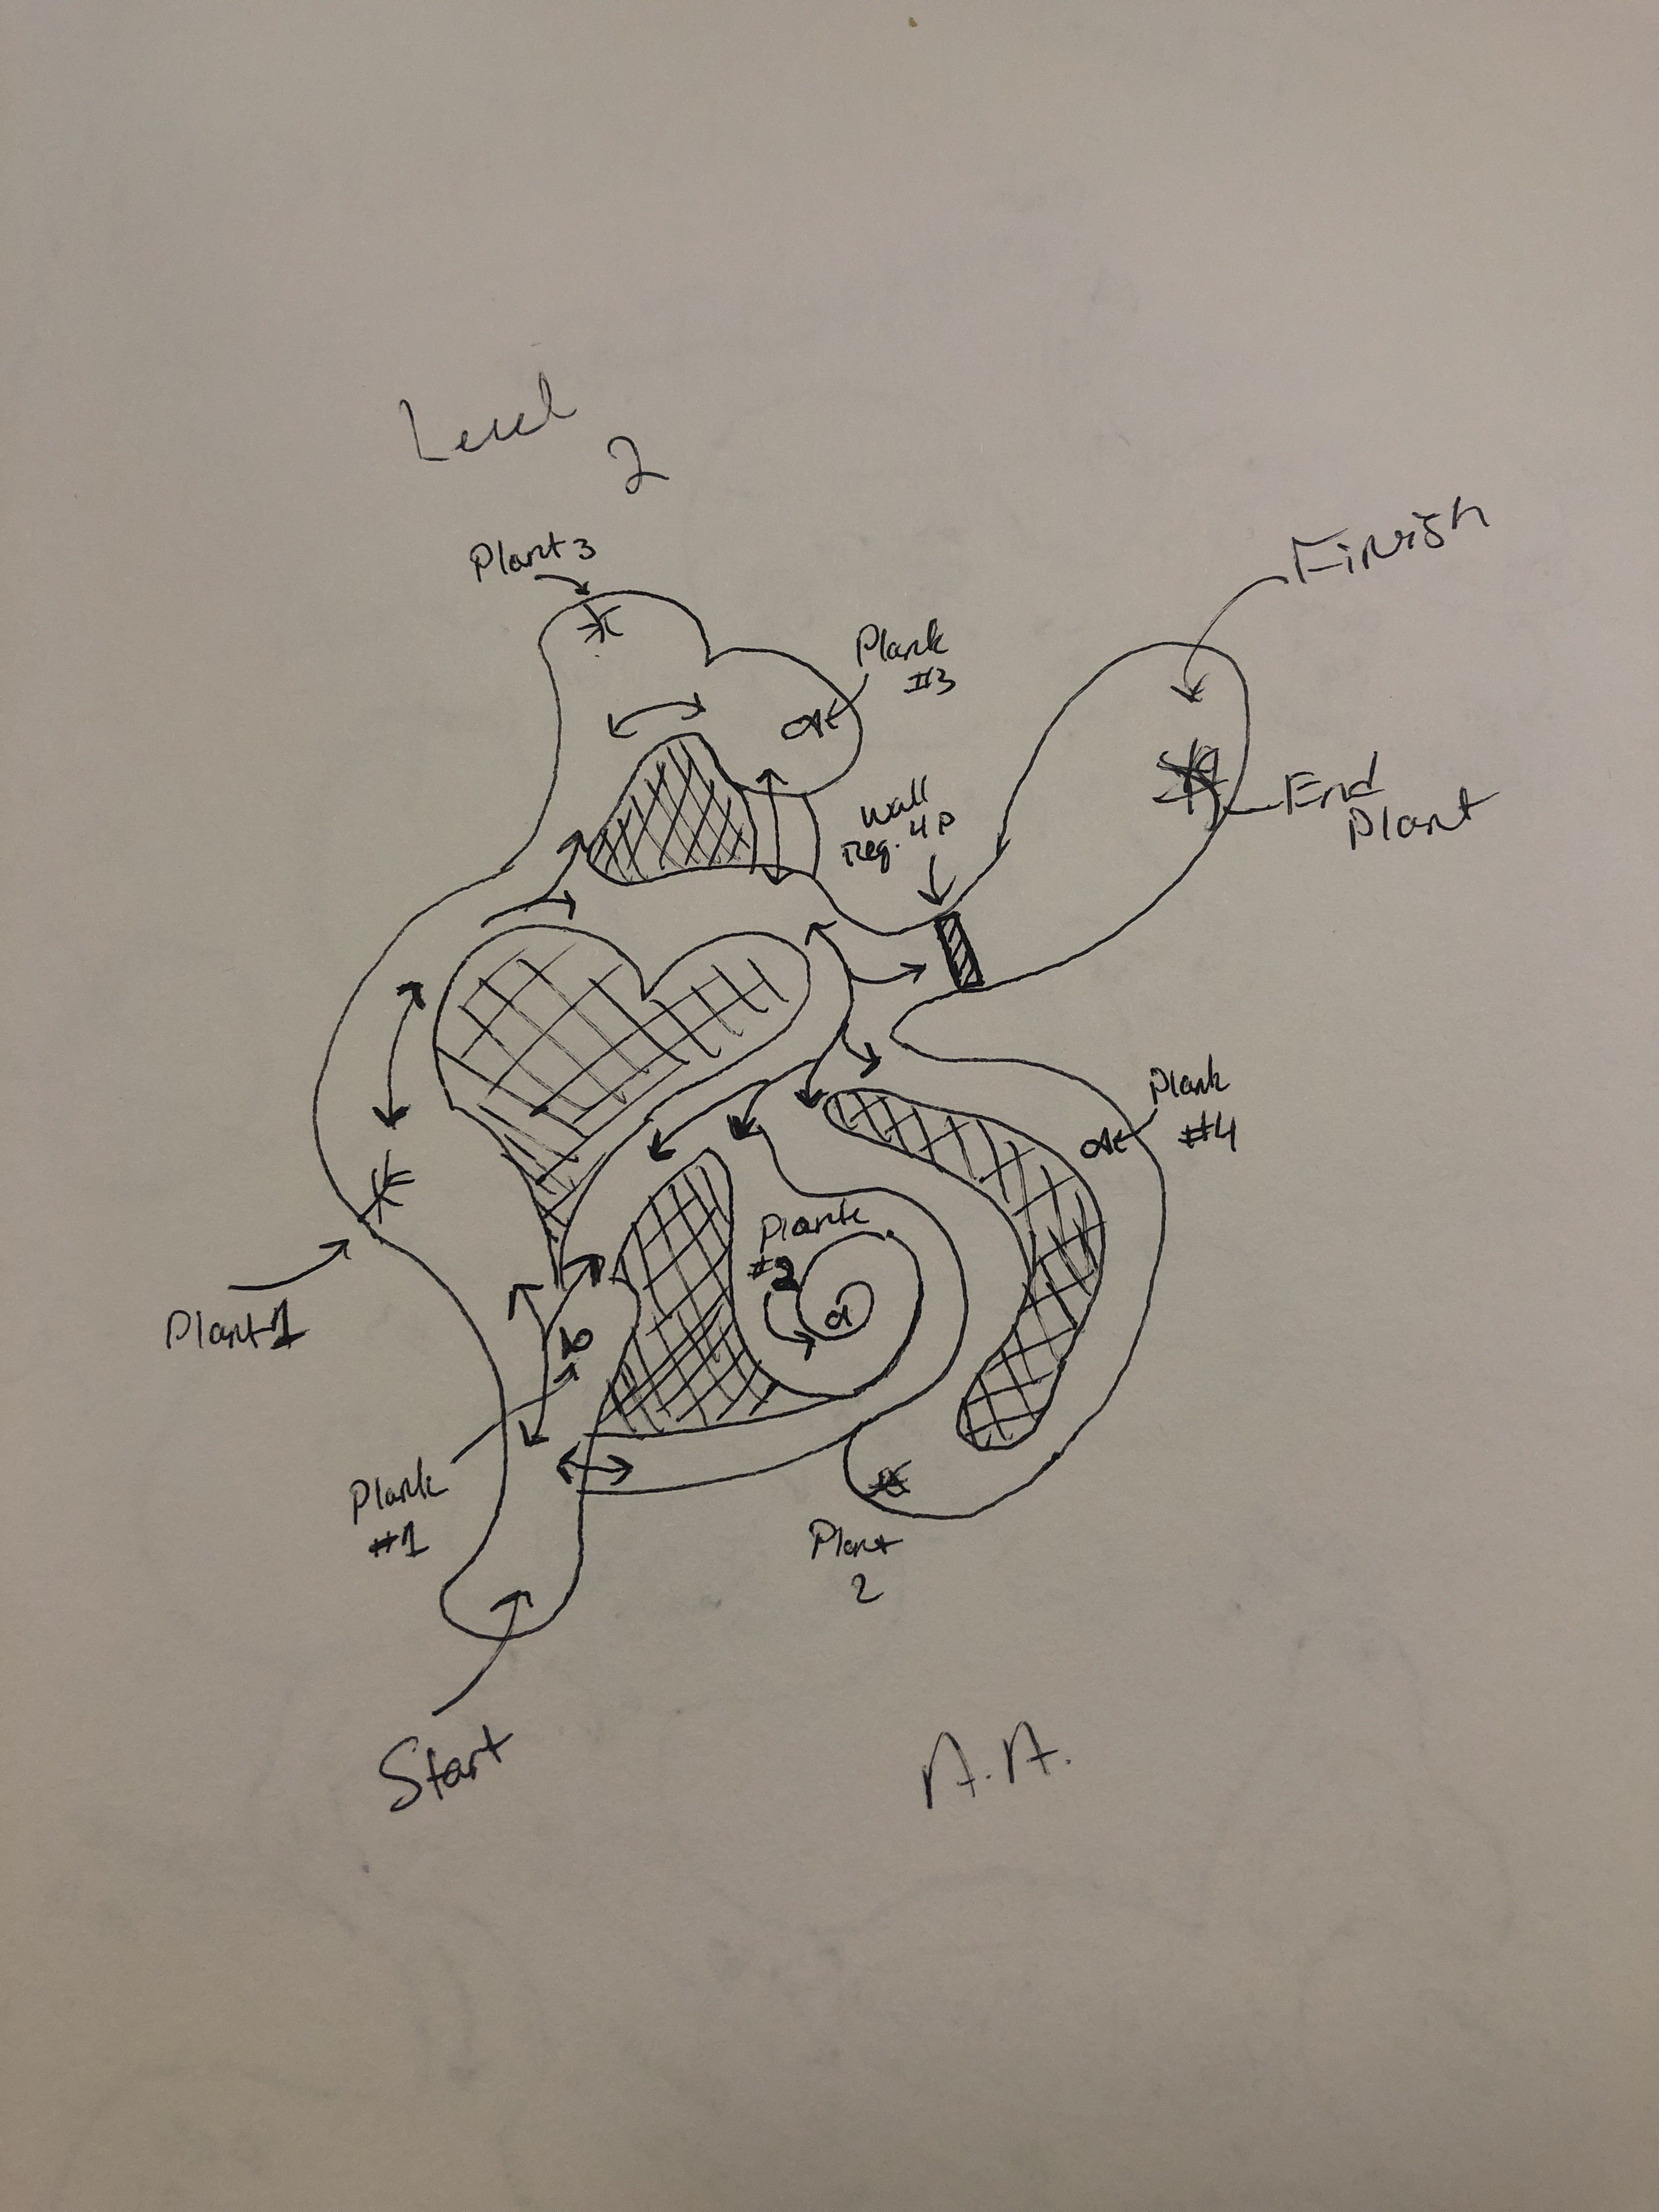 Level
2
Plant 3
Finish
Plank
#3
Wall
Req. 4P
End
Plant
Plank
#4
Plank
#2
Plant 1
Plank
#1
Plant
2
Start
A.A.